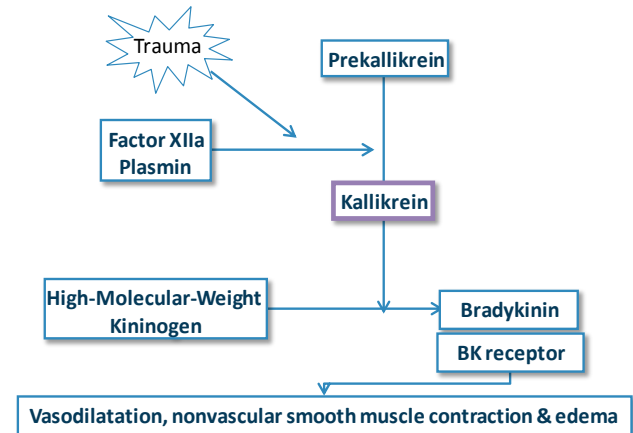 Trauma
Prekallikrein
Factor XIIa
Plasmin
Kallikrein
High-Molecular-Weight
Kininogen
Bradykinin
BK receptor
Vasodilatation, nonvascular smooth muscle contraction & edema